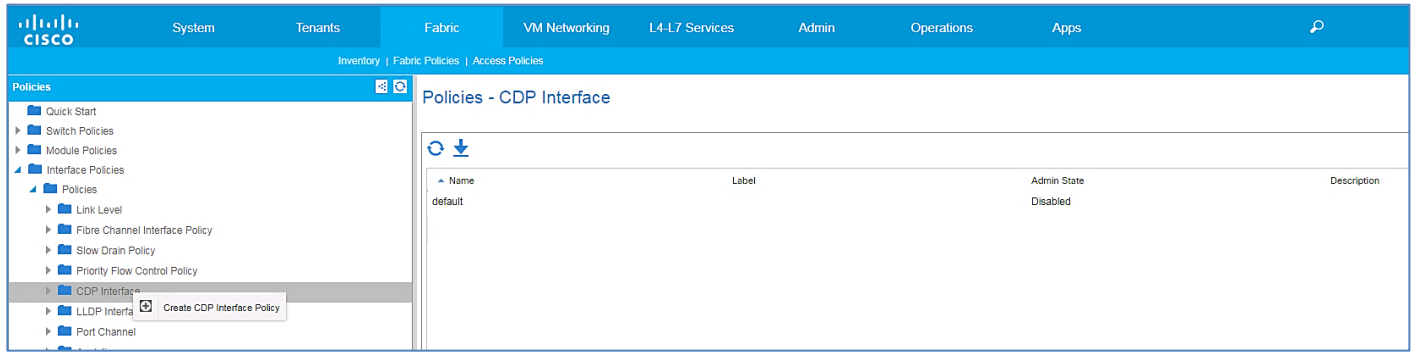 CISCO
System Tenants Fabric VM Networking L4-L7 Services Admin Operations Apps
Inventory | Fabric Policies | Access Policies
Policies
Quick Start
Switch Policies
Module Policies
Interface Policies
Policies
Link Level
Fibre Channel Interface Policy
Slow Drain Policy
Priority Flow Control Policy
CDP Interface
Create CDP Interface Policy
LLDP Interfa
Port Channel
Policies - CDP Interface
Name Label Admin State Description
default Disabled